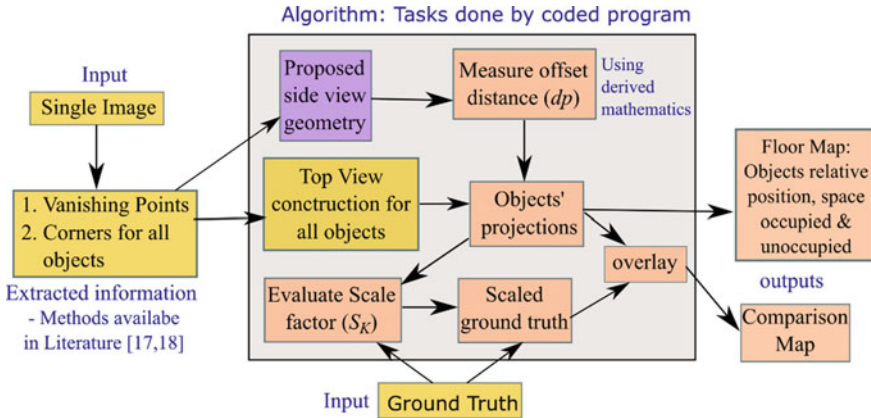 Algorithm: Tasks done by coded program
Input
Single Image
1. Vanishing Points
2. Corners for all
objects
Extracted information
- Methods availabe
in Literature [17,18]
Proposed
side view
geometry
Measure offset
distance (dp)
Using
derived
mathematics
Top View
conctruction for
all objects
Objects'
projections
Evaluate Scale
factor (S_K)
Scaled
ground truth
overlay
Floor Map:
Objects relative
position, space
occupied &
unoccupied
outputs
Comparison
Map
Input
Ground Truth